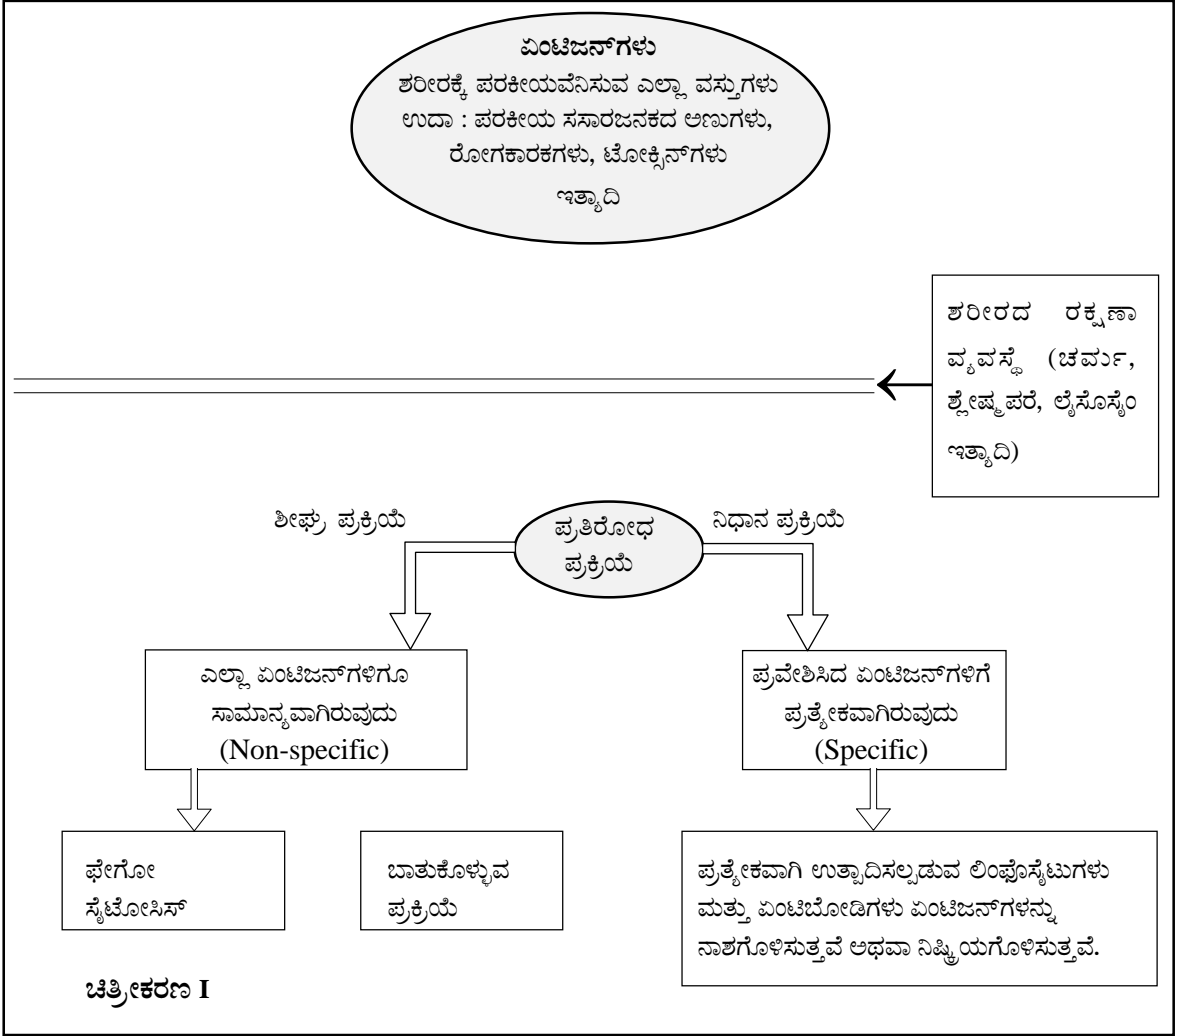 ಏಂಟಿಜನ್‌ಗಳು
ಶರೀರಕ್ಕೆ ಪರಕೀಯವೆನಿಸುವ ಎಲ್ಲಾ ವಸ್ತುಗಳು
ಉದಾ : ಪರಕೀಯ ಸಸಾರಜನಕದ ಅಣುಗಳು,
ರೋಗಕಾರಕಗಳು, ಟೋಕ್ಸಿನ್‌ಗಳು
ಇತ್ಯಾದಿ
ಶರೀರದ ರಕ್ಷಣಾ
ವ್ಯವಸ್ಥೆ (ಚರ್ಮ,
ಶ್ಲೇಷ್ಮಪರೆ, ಲೈಸೊಸೈಂ
ಇತ್ಯಾದಿ)
ಶೀಘ್ರ ಪ್ರಕ್ರಿಯೆ
ಪ್ರತಿರೋಧ
ಪ್ರಕ್ರಿಯೆ
ನಿಧಾನ ಪ್ರಕ್ರಿಯೆ
ಎಲ್ಲಾ ಏಂಟಿಜನ್‌ಗಳಿಗೂ
ಸಾಮಾನ್ಯವಾಗಿರುವುದು
(Non-specific)
ಪ್ರವೇಶಿಸಿದ ಏಂಟಿಜನ್‌ಗಳಿಗೆ
ಪ್ರತ್ಯೇಕವಾಗಿರುವುದು
(Specific)
ಫೇಗೋ
ಸೈಟೋಸಿಸ್
ಬಾತುಕೊಳ್ಳುವ
ಪ್ರಕ್ರಿಯೆ
ಪ್ರತ್ಯೇಕವಾಗಿ ಉತ್ಪಾದಿಸಲ್ಪಡುವ ಲಿಂಫೊಸೈಟುಗಳು
ಮತ್ತು ಏಂಟಿಬೋಡಿಗಳು ಏಂಟಿಜನ್‌ಗಳನ್ನು
ನಾಶಗೊಳಿಸುತ್ತವೆ ಅಥವಾ ನಿಷ್ಕ್ರಿಯಗೊಳಿಸುತ್ತವೆ.
ಚಿತ್ರೀಕರಣ I